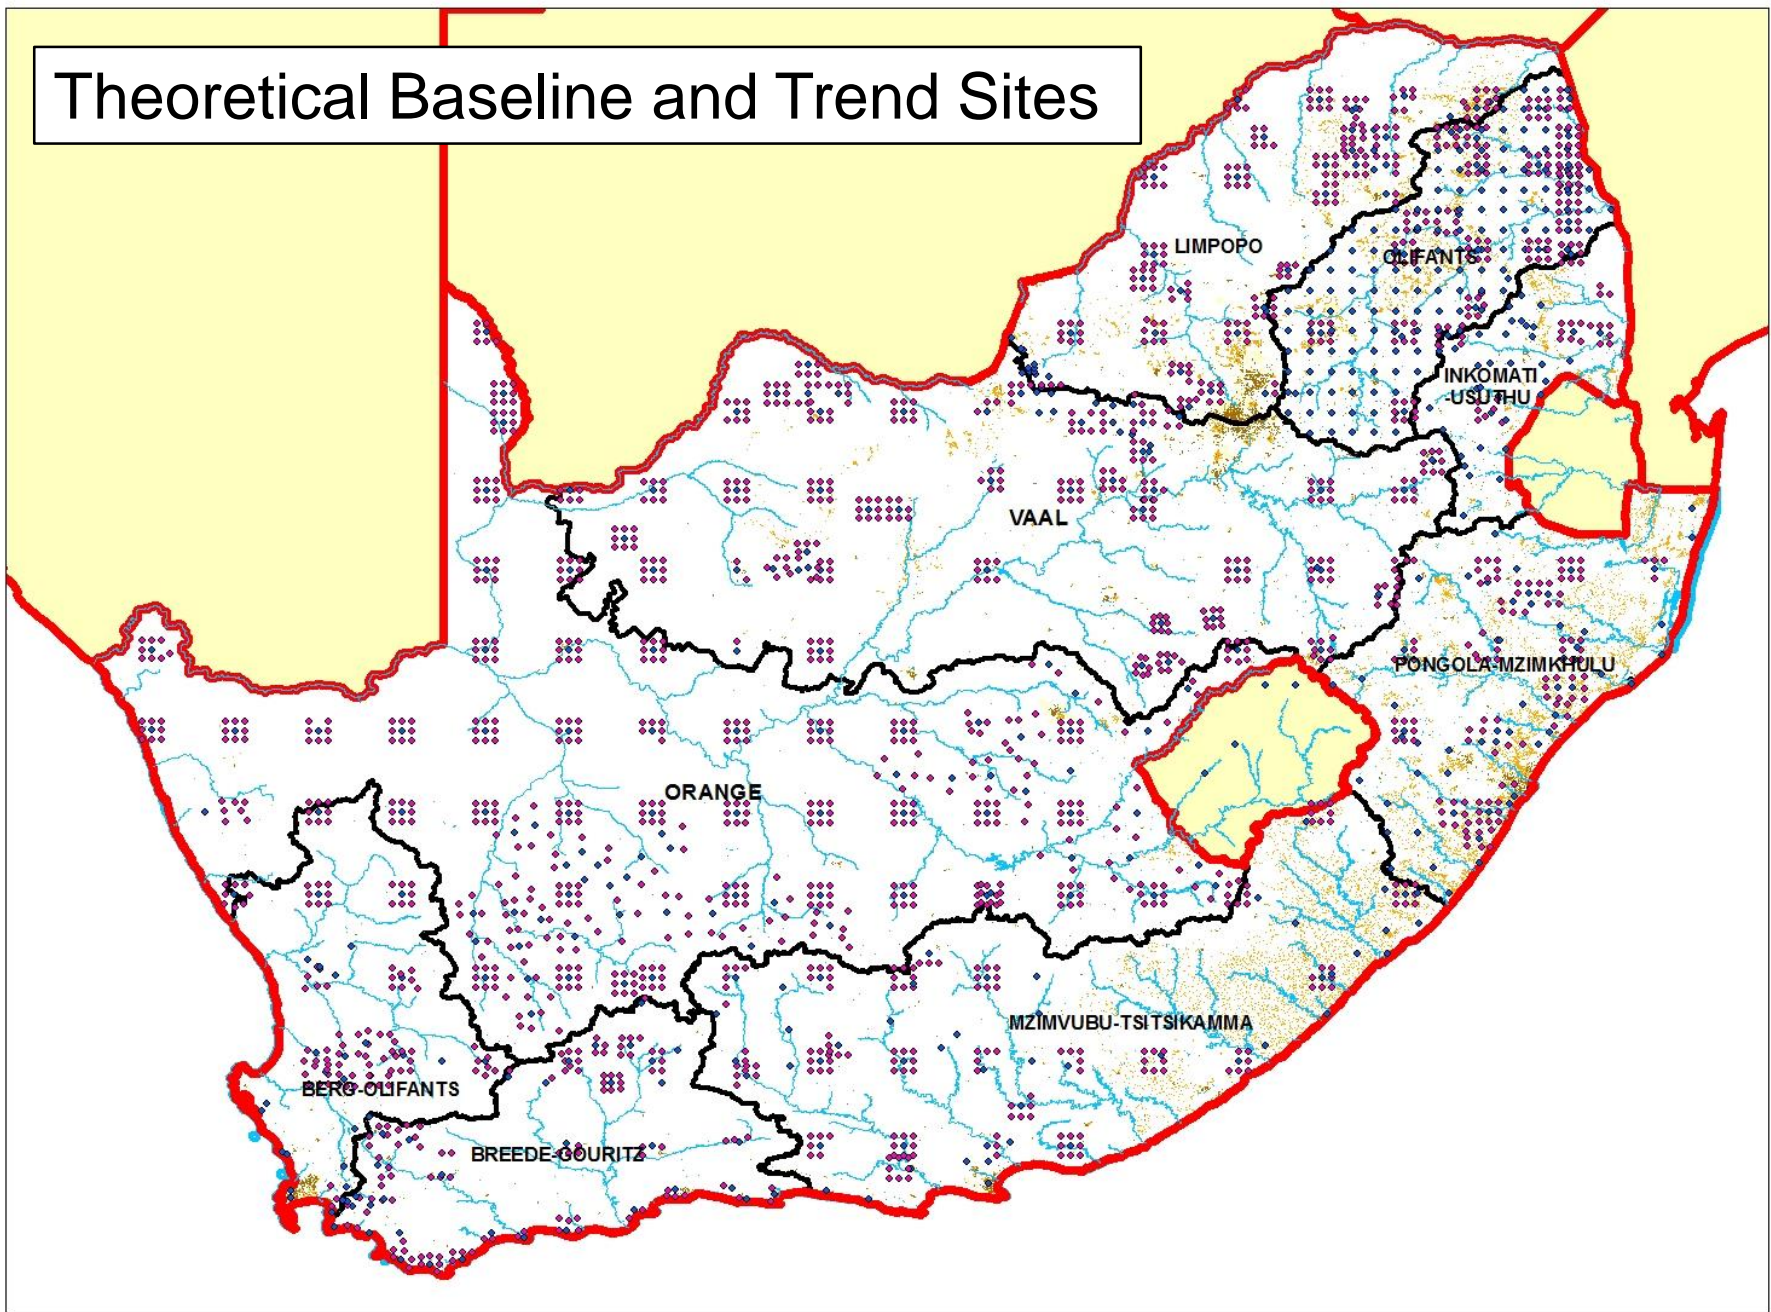 Theoretical Baseline and Trend Sites
LIMPOPO
OLIFANTS
INKOMATI
-USUTHU
VAAL
PONGOLA-MZIMKHULU
ORANGE
MZIMVUBU-TSITSIKAMMA
BERG-OLIFANTS
BREEDE-GOURITZ